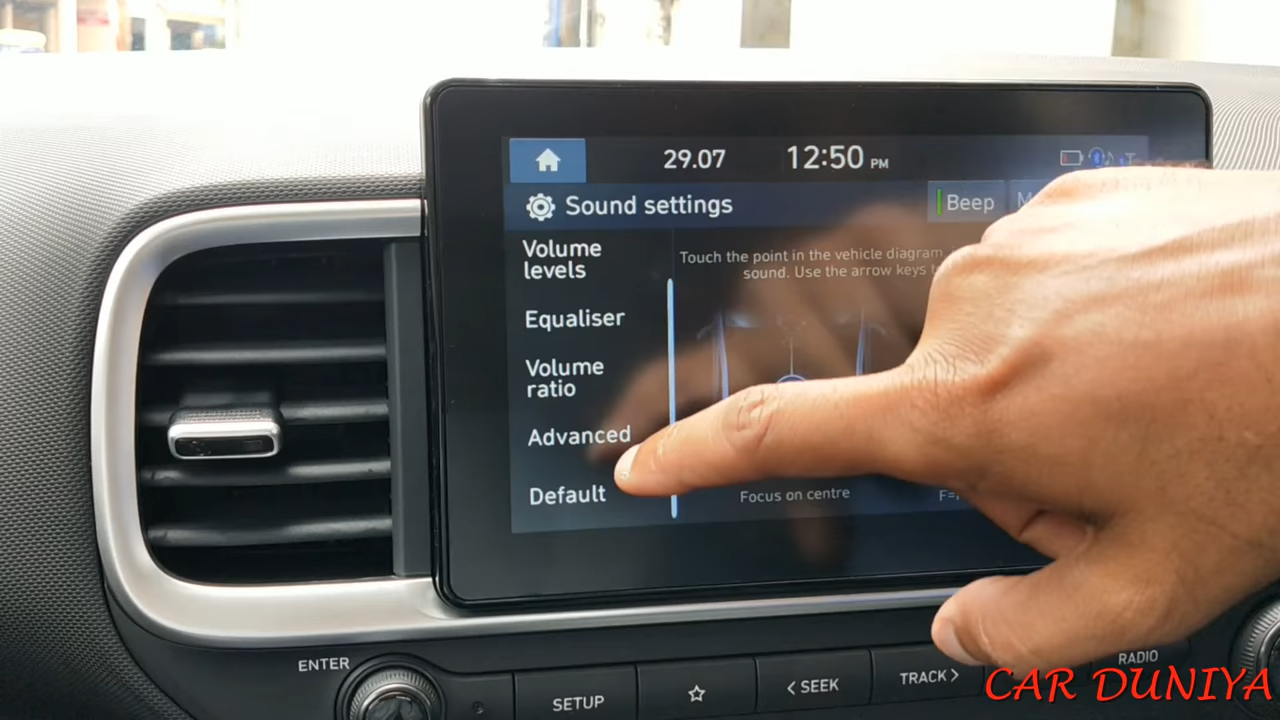 29.07
12:50 PM
Sound settings
Beep
Volume
levels
Touch the point in the vehicle diagram
sound. Use the arrow keys
Equaliser
Volume
ratio
Advanced
Default
Focus on centre
ENTER
SETUP
< SEEK
TRACK >
RADIO
CAR DUNIYA